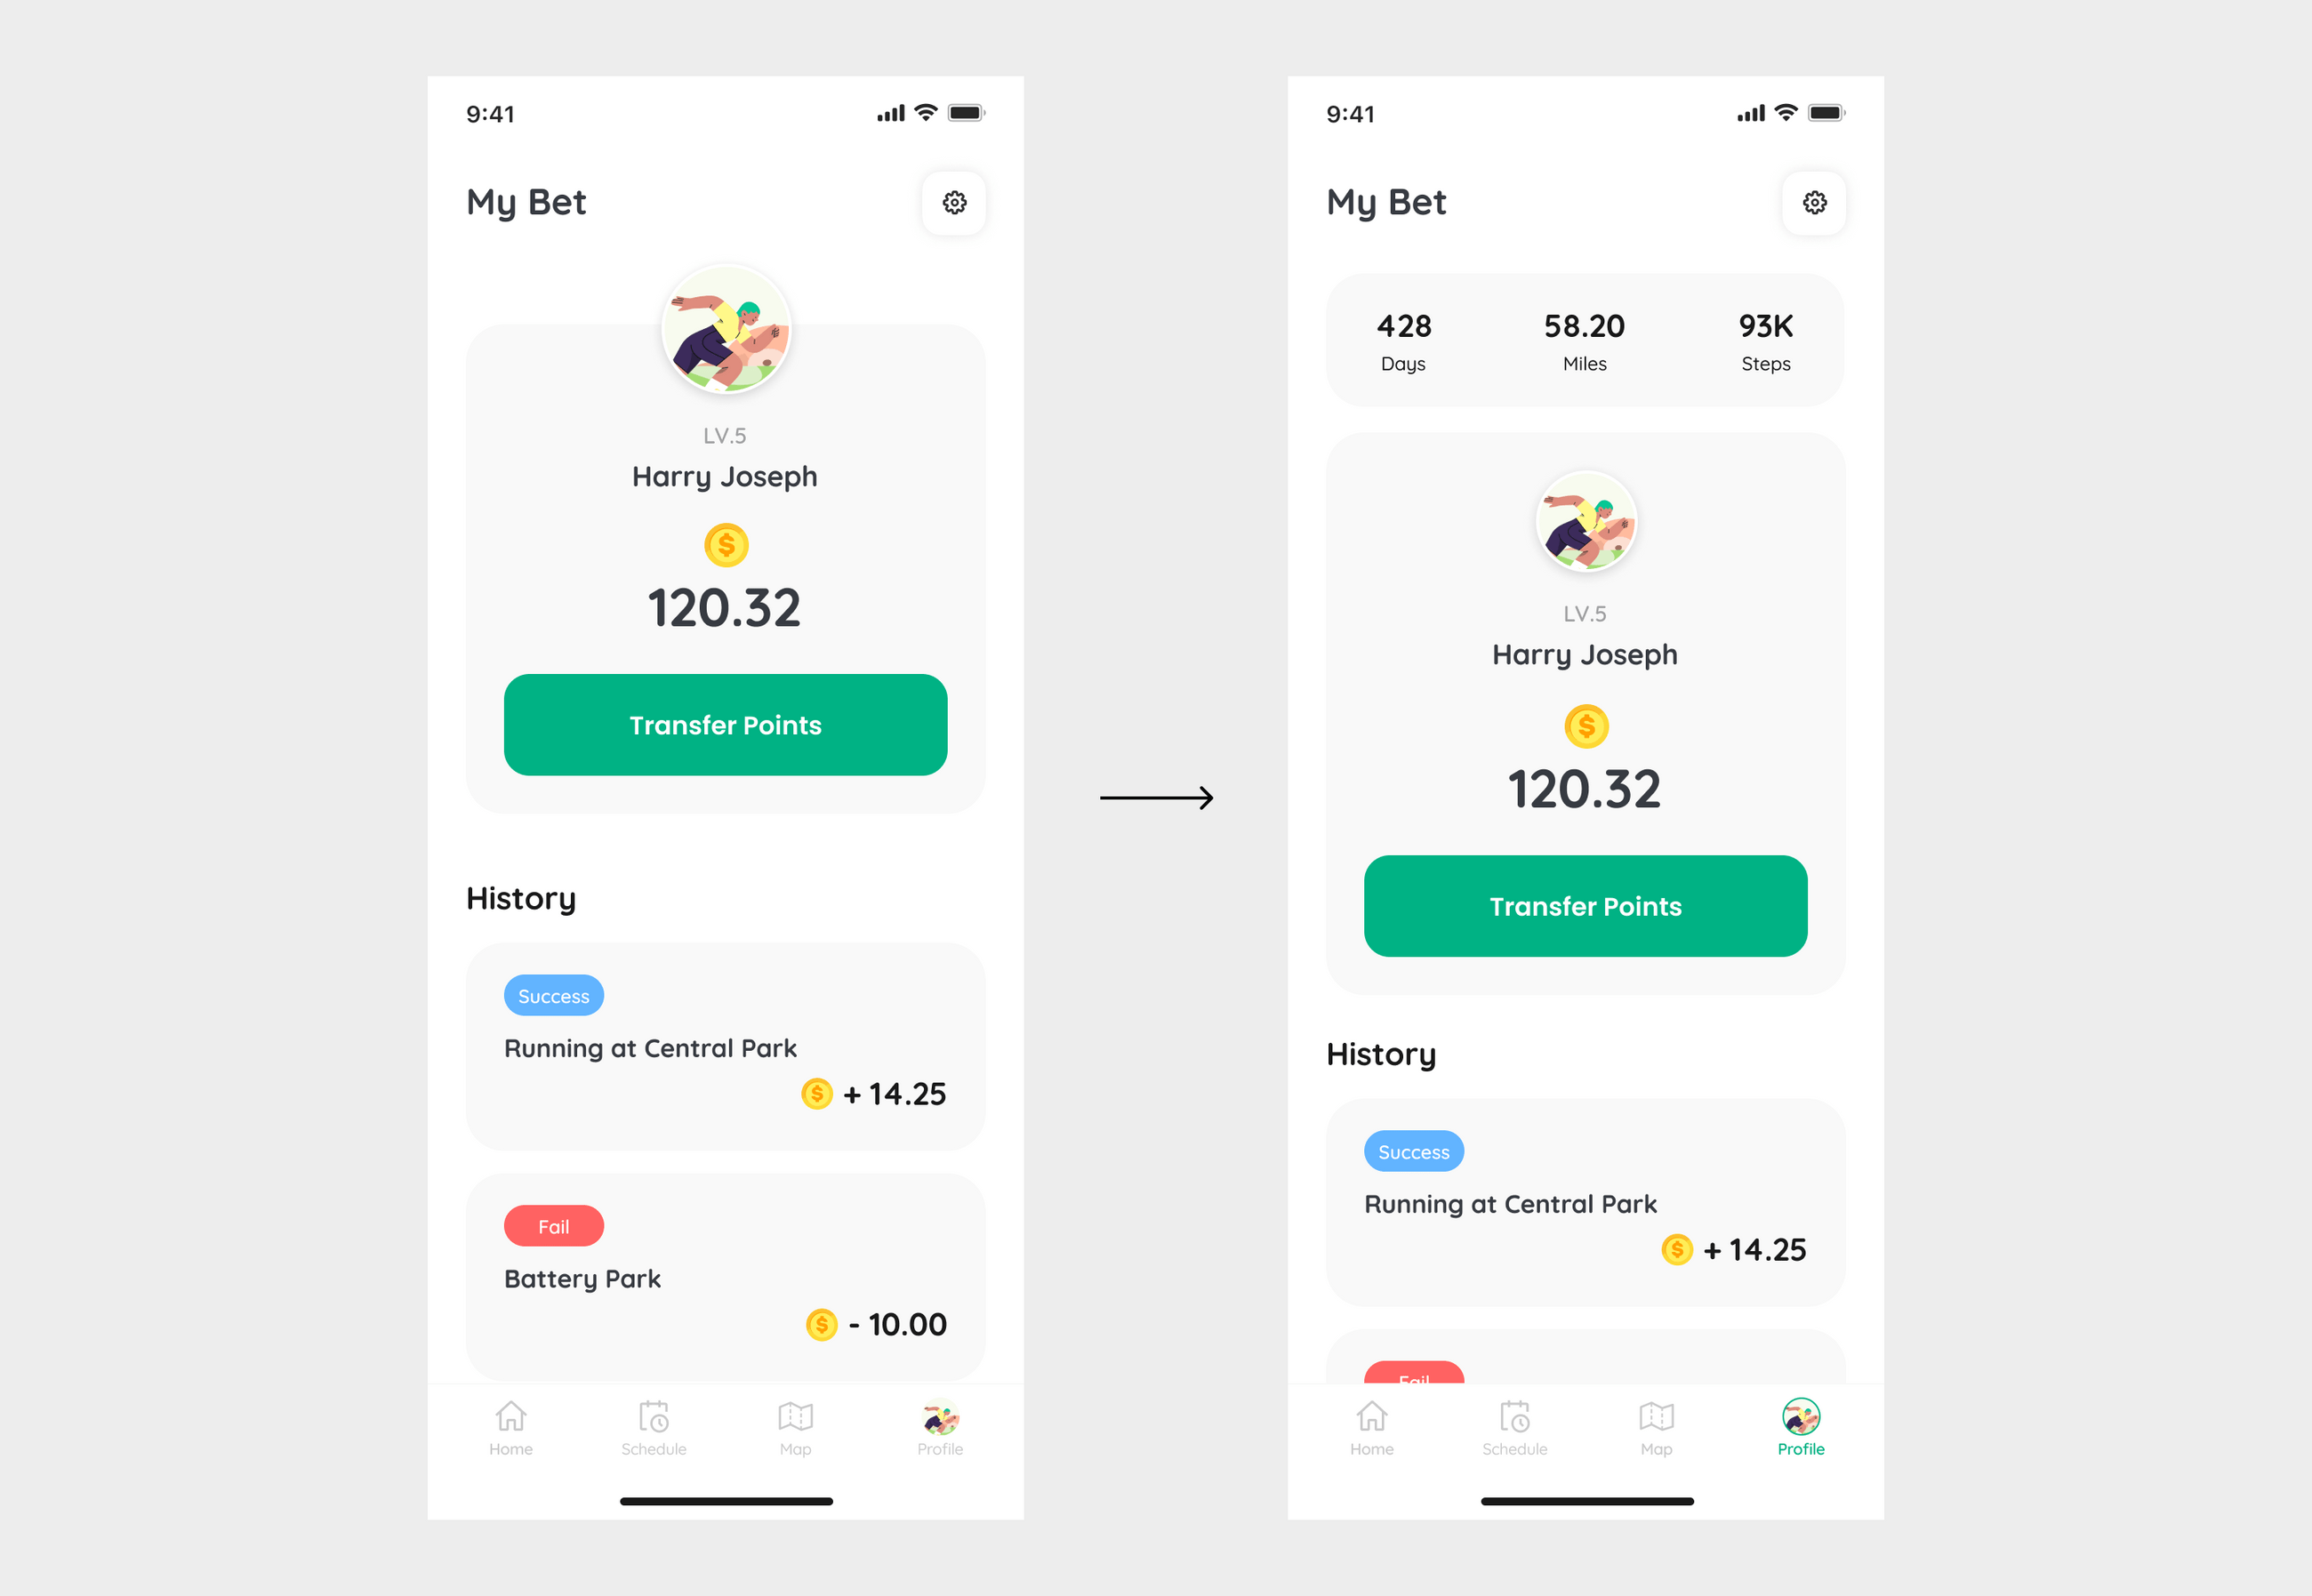 9:41
My Bet
LV.5
Harry Joseph
$
120.32
Transfer Points
History
Success
Running at Central Park
$ + 14.25
Fail
Battery Park
$ - 10.00
Home Schedule Map Profile
9:41
My Bet
428 58.20 93K
Days Miles Steps
LV.5
Harry Joseph
$
120.32
Transfer Points
History
Success
Running at Central Park
$ + 14.25
Fail
Home Schedule Map Profile